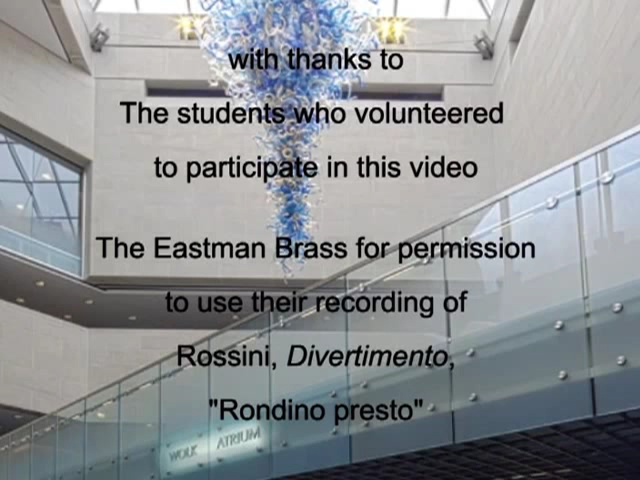 with thanks to
The students who volunteered
to participate in this video
The Eastman Brass for permission
to use their recording of
Rossini, Divertimento,
"Rondino presto"
WOLK ATRIUM